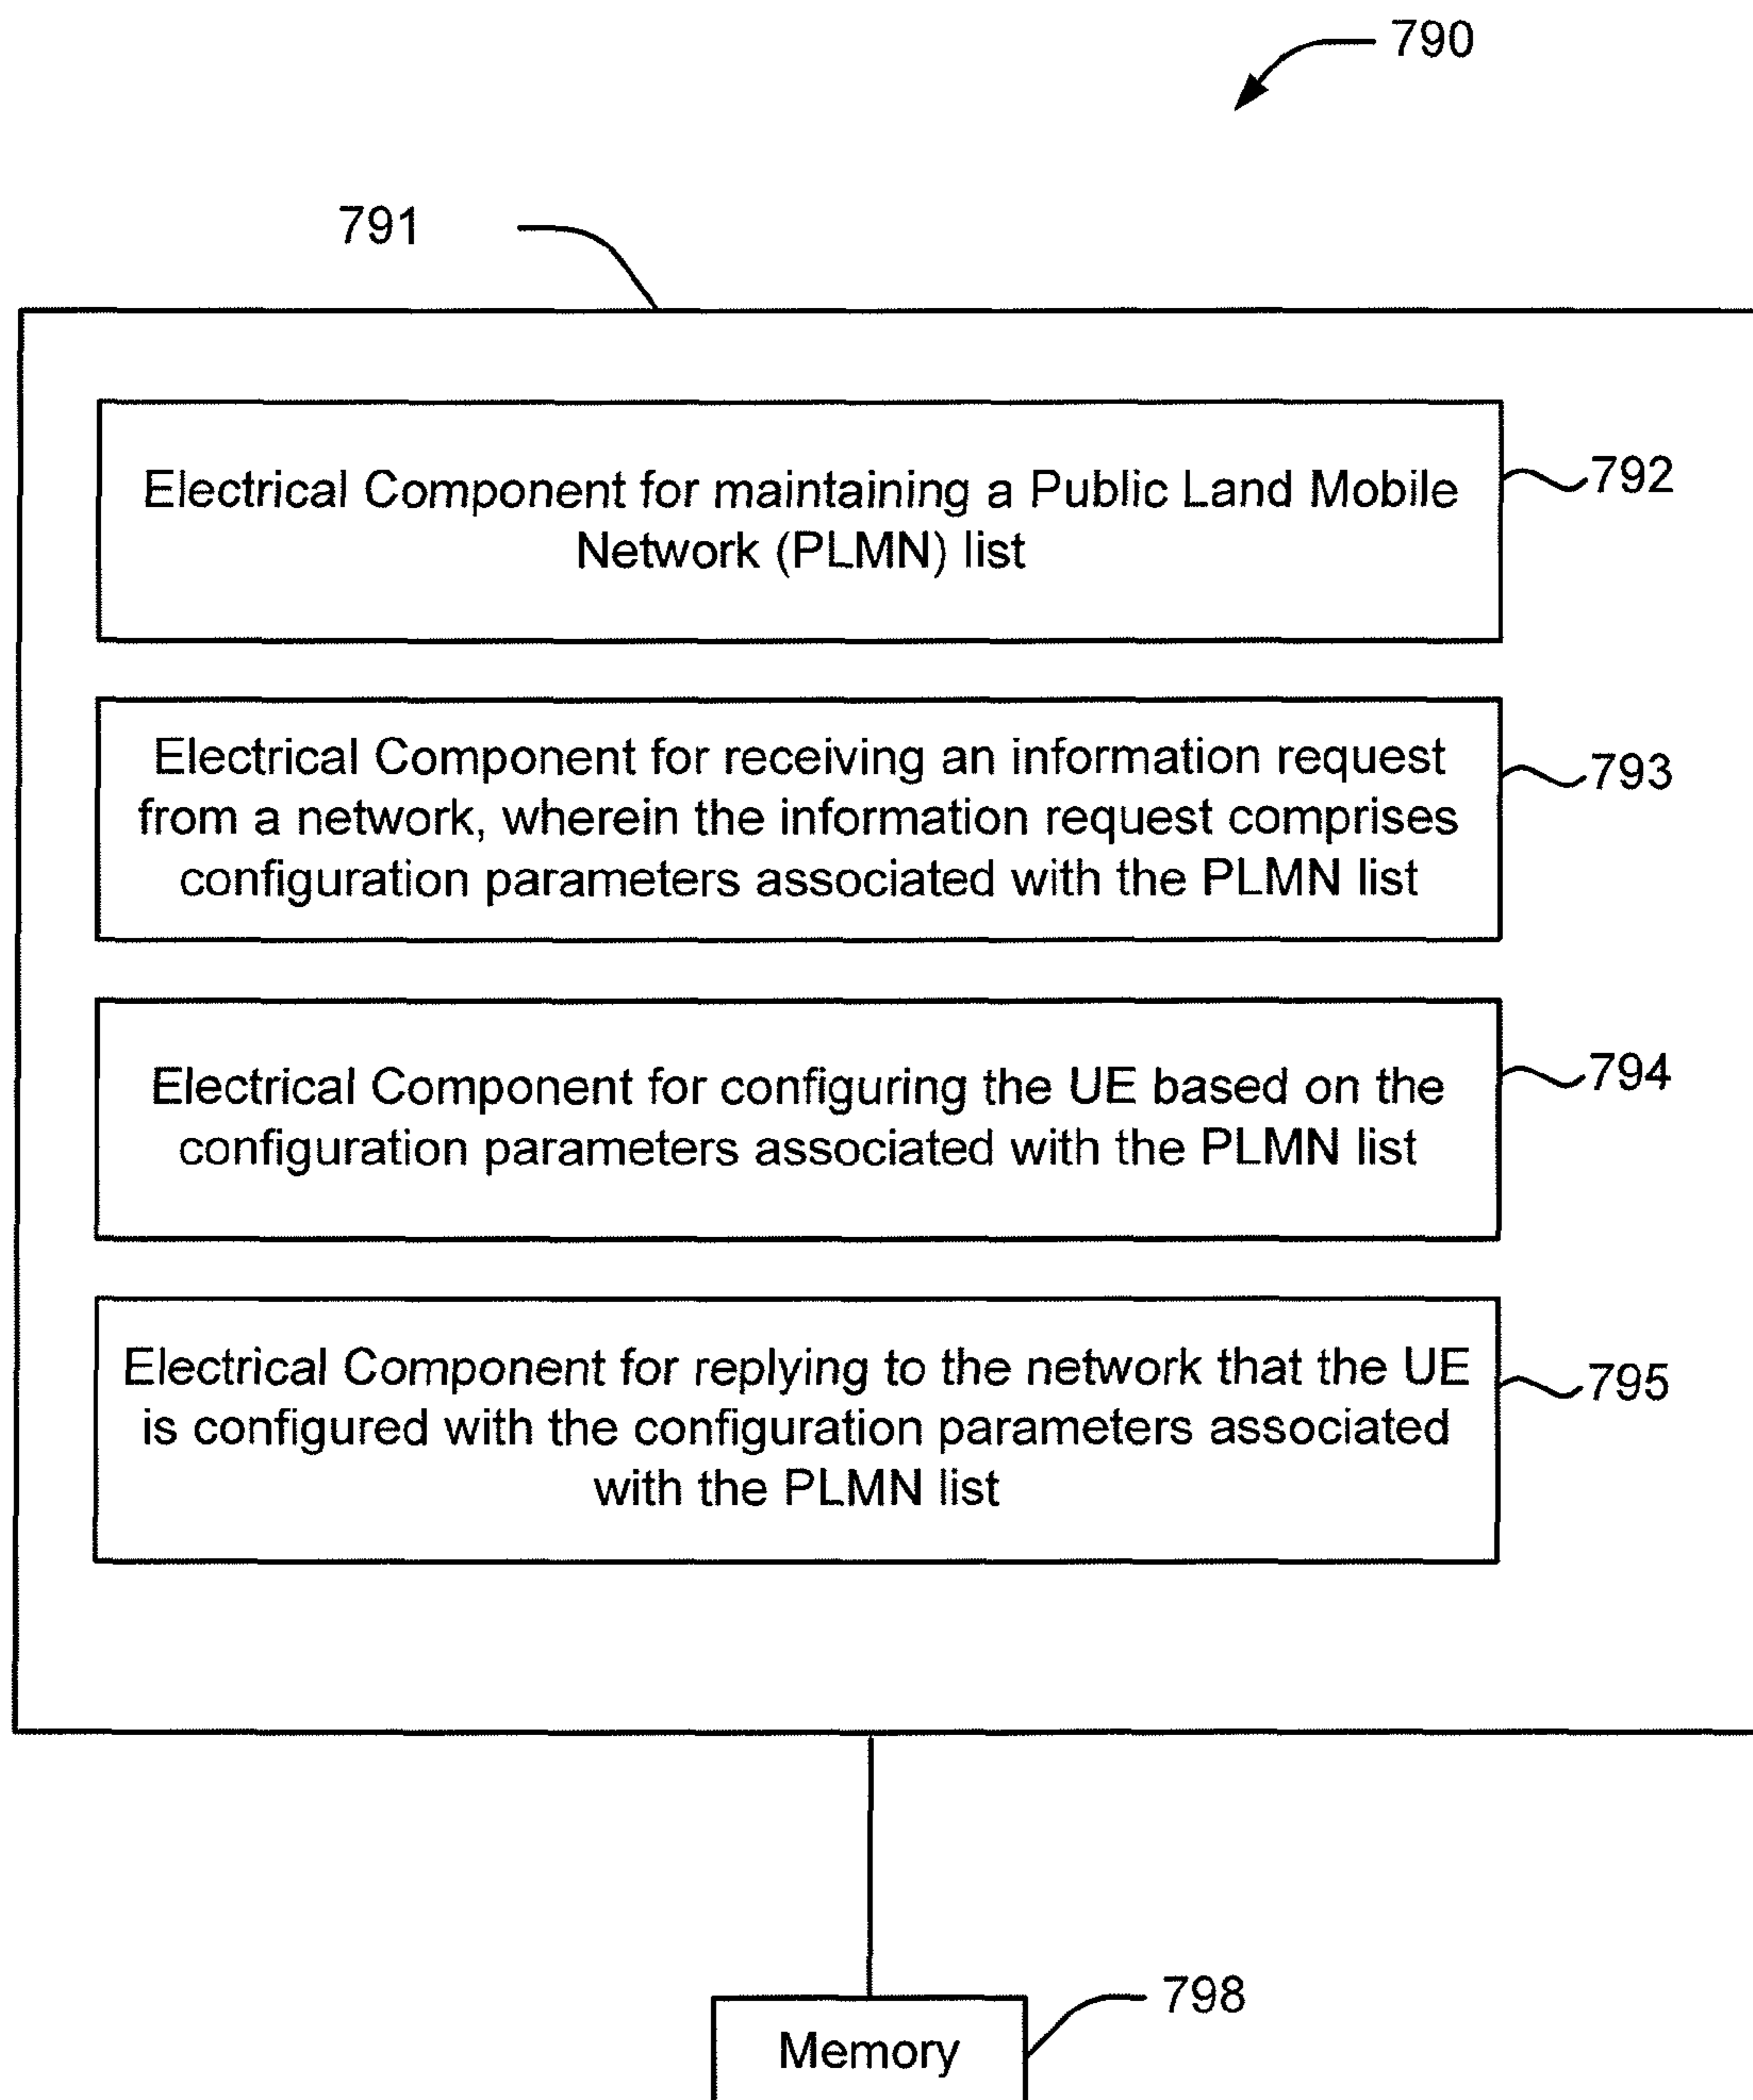 790
791
Electrical Component for maintaining a Public Land Mobile
Network (PLMN) list
792
Electrical Component for receiving an information request
from a network, wherein the information request comprises
configuration parameters associated with the PLMN list
793
Electrical Component for configuring the UE based on the
configuration parameters associated with the PLMN list
794
Electrical Component for replying to the network that the UE
is configured with the configuration parameters associated
with the PLMN list
795
798
Memory